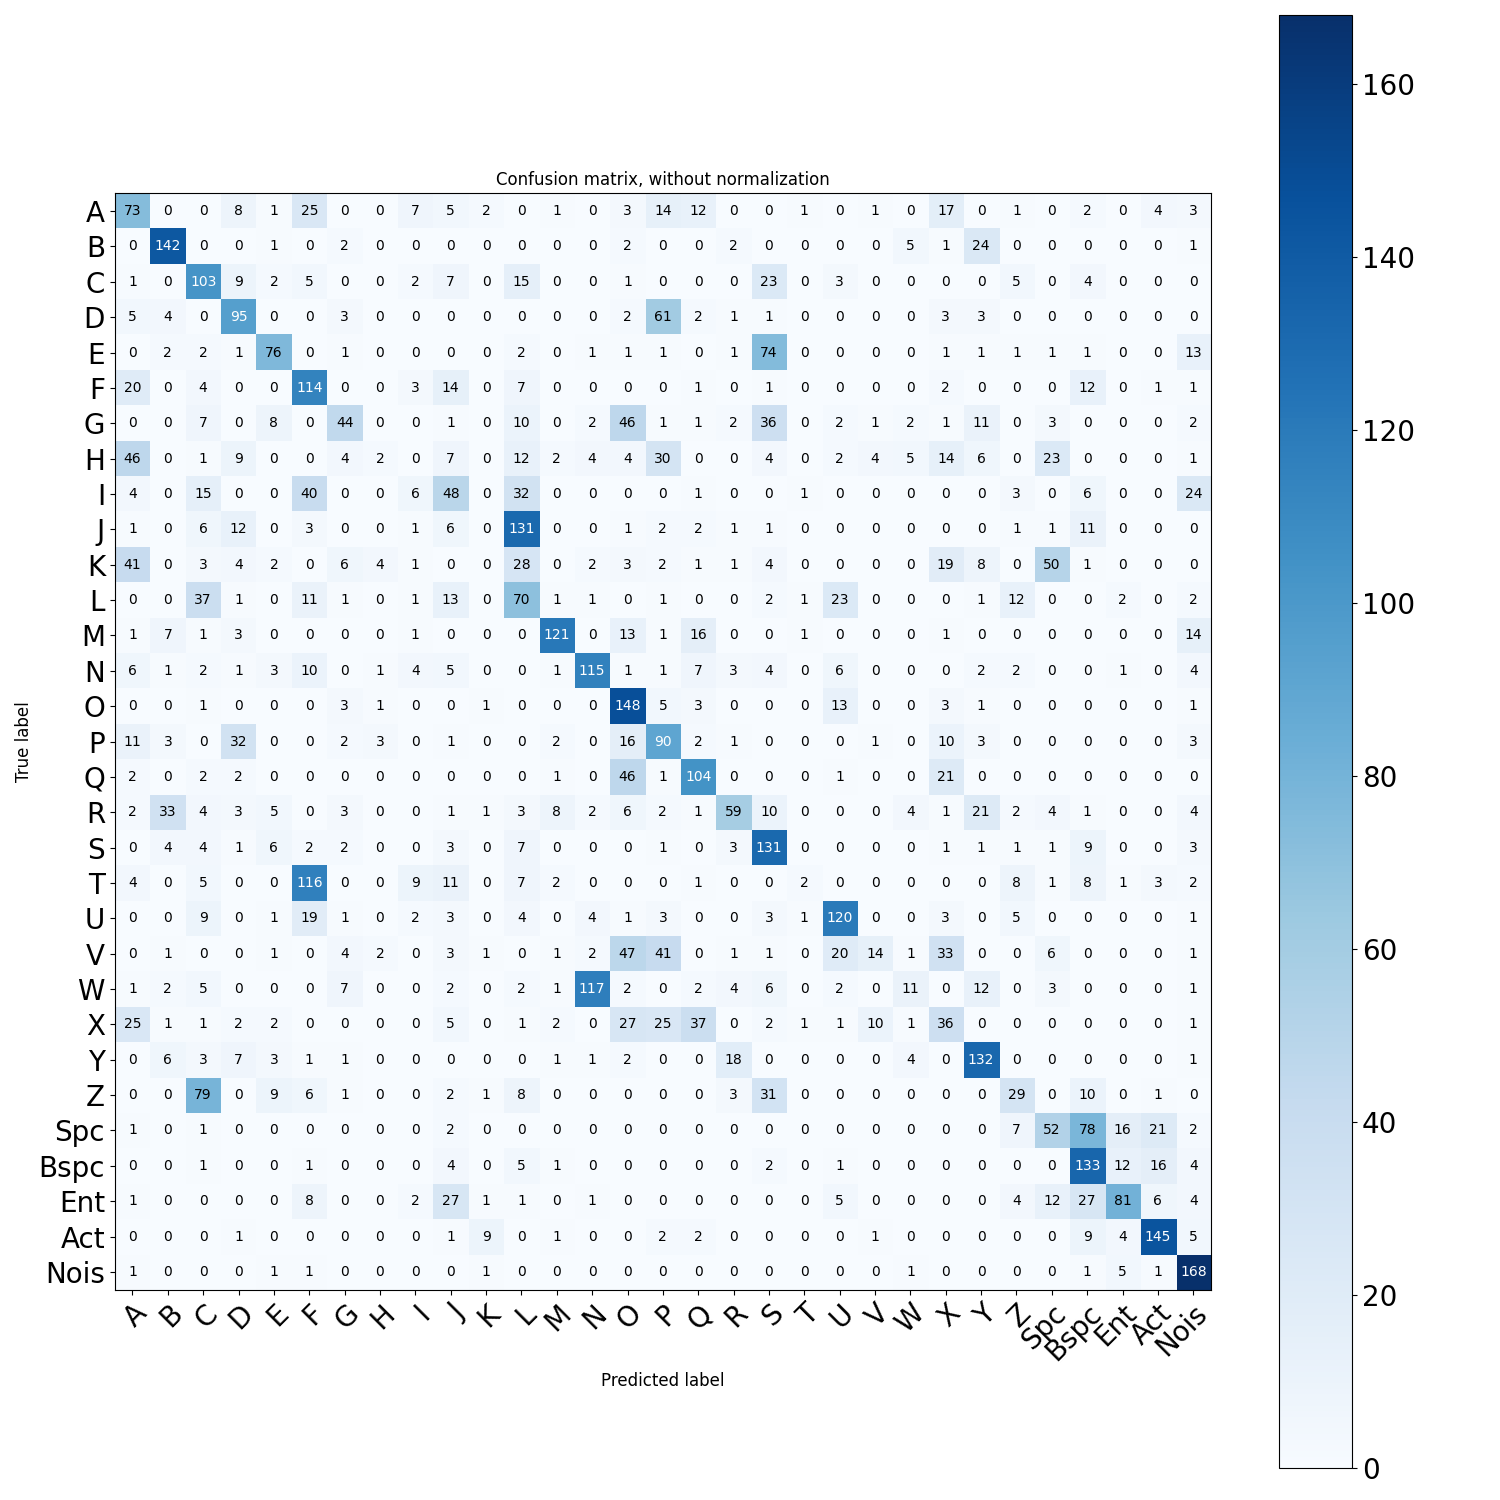 Confusion matrix, without normalization
A 73 0 0 8 1 25 0 0 7 5 2 0 1 0 3 14 12 0 0 1 0 1 0 17 0 1 0 2 0 4 3
B 0 142 0 0 1 0 2 0 0 0 0 0 0 0 2 0 0 2 0 0 0 0 5 1 24 0 0 0 0 0 1
C 1 0 103 9 2 5 0 0 2 7 0 15 0 0 1 0 0 0 23 0 3 0 0 0 0 5 0 4 0 0 0
D 5 4 0 95 0 0 3 0 0 0 0 0 0 0 2 61 2 1 1 0 0 0 0 3 3 0 0 0 0 0 0
E 0 2 2 1 76 0 1 0 0 0 0 2 0 1 1 1 0 1 74 0 0 0 0 1 1 1 1 1 0 0 13
F 20 0 4 0 0 114 0 0 3 14 0 7 0 0 0 0 1 0 1 0 0 0 0 2 0 0 0 12 0 1 1
G 0 0 7 0 8 0 44 0 0 1 0 10 0 2 46 1 1 2 36 0 2 1 2 1 11 0 3 0 0 0 2
H 46 0 1 9 0 0 4 2 0 7 0 12 2 4 4 30 0 0 4 0 2 4 5 14 6 0 23 0 0 0 1
I 4 0 15 0 0 40 0 0 6 48 0 32 0 0 0 0 1 0 0 1 0 0 0 0 0 3 0 6 0 0 24
J 1 0 6 12 0 3 0 0 1 6 0 131 0 0 1 2 2 1 1 0 0 0 0 0 0 1 1 11 0 0 0
K 41 0 3 4 2 0 6 4 1 0 0 28 0 2 3 2 1 1 4 0 0 0 0 19 8 0 50 1 0 0 0
L 0 0 37 1 0 11 1 0 1 13 0 70 1 1 0 1 0 0 2 1 23 0 0 0 1 12 0 0 2 0 2
M 1 7 1 3 0 0 0 0 1 0 0 0 121 0 13 1 16 0 0 1 0 0 0 1 0 0 0 0 0 0 14
N 6 1 2 1 3 10 0 1 4 5 0 0 1 115 1 1 7 3 4 0 6 0 0 0 2 2 0 0 1 0 4
O 0 0 1 0 0 0 3 1 0 0 1 0 0 0 148 5 3 0 0 0 13 0 0 3 1 0 0 0 0 0 1
P 11 3 0 32 0 0 2 3 0 1 0 0 2 0 16 90 2 1 0 0 0 1 0 10 3 0 0 0 0 0 3
Q 2 0 2 2 0 0 0 0 0 0 0 0 1 0 46 1 104 0 0 0 1 0 0 21 0 0 0 0 0 0 0
R 2 33 4 3 5 0 3 0 0 1 1 3 8 2 6 2 1 59 10 0 0 0 4 1 21 2 4 1 0 0 4
S 0 4 4 1 6 2 2 0 0 3 0 7 0 0 0 1 0 3 131 0 0 0 0 1 1 1 1 9 0 0 3
T 4 0 5 0 0 116 0 0 9 11 0 7 2 0 0 0 1 0 0 2 0 0 0 0 0 8 1 8 1 3 2
U 0 0 9 0 1 19 1 0 2 3 0 4 0 4 1 3 0 0 3 1 120 0 0 3 0 5 0 0 0 0 1
V 0 1 0 0 1 0 4 2 0 3 1 0 1 2 47 41 0 1 1 0 20 14 1 33 0 0 6 0 0 0 1
W 1 2 5 0 0 0 7 0 0 2 0 2 1 117 2 0 2 4 6 0 2 0 11 0 12 0 3 0 0 0 1
X 25 1 1 2 2 0 0 0 0 5 0 1 2 0 27 25 37 0 2 1 1 10 1 36 0 0 0 0 0 0 1
Y 0 6 3 7 3 1 1 0 0 0 0 0 1 1 2 0 0 18 0 0 0 0 4 0 132 0 0 0 0 0 1
Z 0 0 79 0 9 6 1 0 0 2 1 8 0 0 0 0 0 3 31 0 0 0 0 0 0 29 0 10 0 1 0
Spc 1 0 1 0 0 0 0 0 0 2 0 0 0 0 0 0 0 0 0 0 0 0 0 0 0 7 52 78 16 21 2
Bspc 0 0 1 0 0 1 0 0 0 4 0 5 1 0 0 0 0 0 2 0 1 0 0 0 0 0 0 133 12 16 4
Ent 1 0 0 0 0 8 0 0 2 27 1 1 0 1 0 0 0 0 0 0 5 0 0 0 0 4 12 27 81 6 4
Act 0 0 0 1 0 0 0 0 0 1 9 0 1 0 0 2 2 0 0 0 0 1 0 0 0 0 0 9 4 145 5
Nois 1 0 0 0 1 1 0 0 0 0 1 0 0 0 0 0 0 0 0 0 0 0 1 0 0 0 0 1 5 1 168
A B C D E F G H I J K L M N O P Q R S T U V W X Y Z Spc Bspc Ent Act Nois
Predicted label
True label
160
140
120
100
80
60
40
20
0